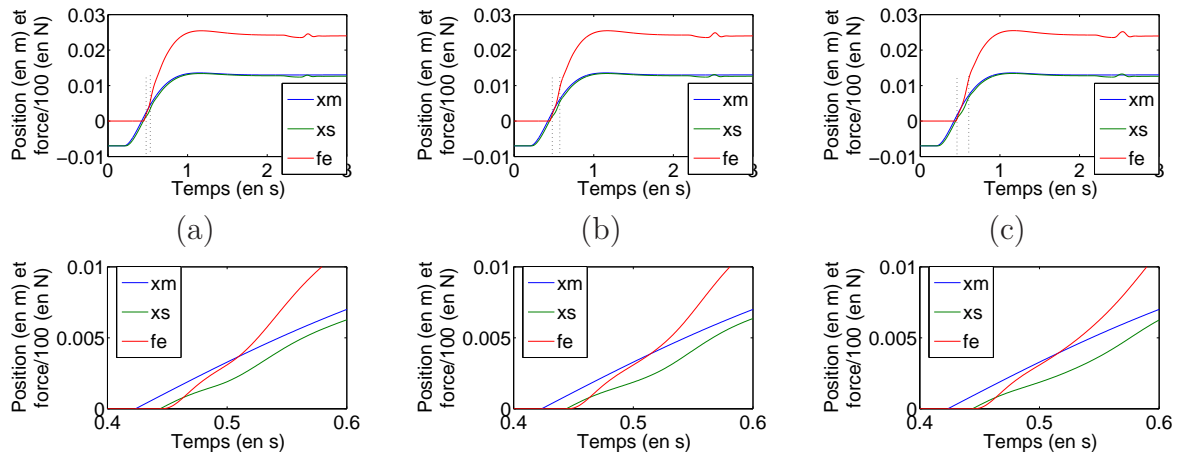 Position (en m) et
force/100 (en N)
0.03
0.02
0.01
0
−0.01
0
1
2
3
Temps (en s)
xm
xs
fe
(a)
Position (en m) et
force/100 (en N)
0.03
0.02
0.01
0
−0.01
0
1
2
3
Temps (en s)
xm
xs
fe
(b)
Position (en m) et
force/100 (en N)
0.03
0.02
0.01
0
−0.01
0
1
2
3
Temps (en s)
xm
xs
fe
(c)
Position (en m) et
force/100 (en N)
0.01
0.005
0
0.4
0.5
0.6
Temps (en s)
xm
xs
fe
Position (en m) et
force/100 (en N)
0.01
0.005
0
0.4
0.5
0.6
Temps (en s)
xm
xs
fe
Position (en m) et
force/100 (en N)
0.01
0.005
0
0.4
0.5
0.6
Temps (en s)
xm
xs
fe